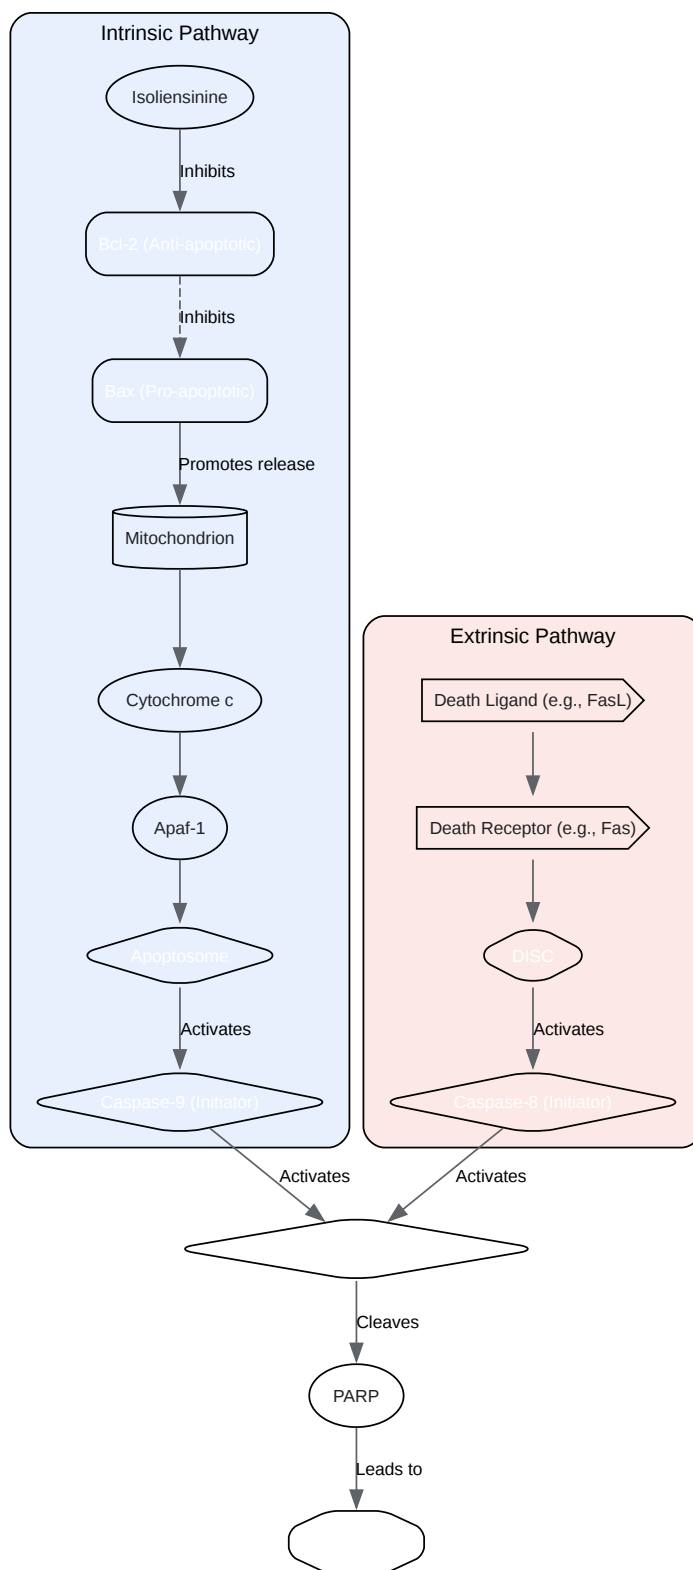 Intrinsic Pathway
Isoliensinine
Inhibits
Bcl-2 (Anti-apoptotic)
Inhibits
Bax (Pro-apoptotic)
Promotes release
Mitochondrion
Cytochrome c
Apaf-1
Apoptosome
Activates
Caspase-9 (Initiator)
Extrinsic Pathway
Death Ligand (e.g., FasL)
Death Receptor (e.g., Fas)
DISC
Activates
Caspase-8 (Initiator)
Activates
Activates
Cleaves
PARP
Leads to